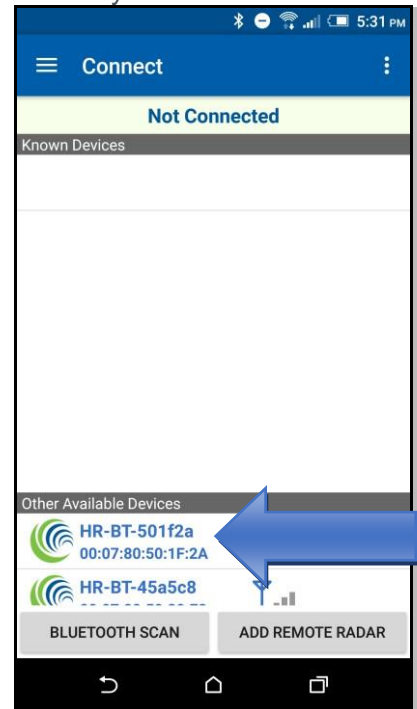 5:31 PM
Connect
Not Connected
Known Devices
Other Available Devices
HR-BT-501f2a
00:07:80:50:1F:2A
HR-BT-45a5c8
BLUETOOTH SCAN
ADD REMOTE RADAR